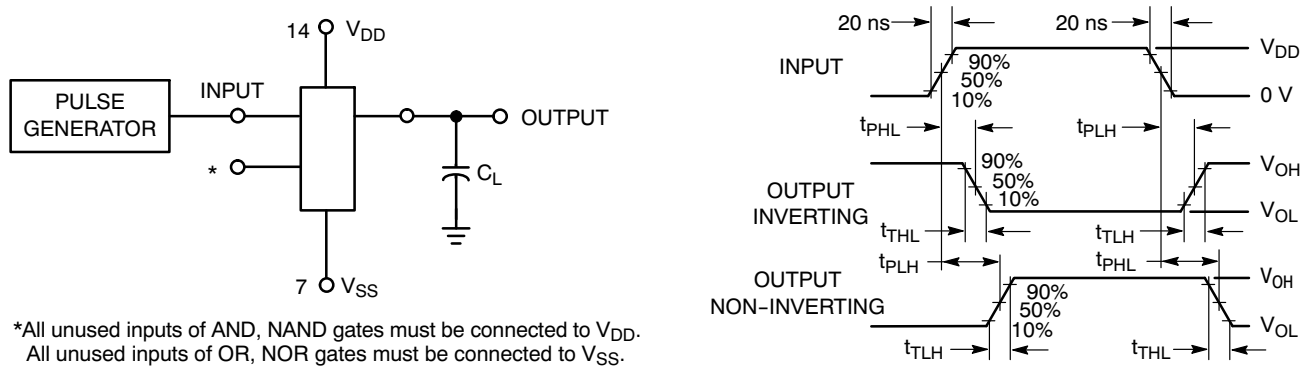 14 VDD
PULSE
GENERATOR
INPUT
OUTPUT
*
CL
7 VSS
*All unused inputs of AND, NAND gates must be connected to VDD.
All unused inputs of OR, NOR gates must be connected to VSS.
20 ns
20 ns
INPUT
90%
50%
10%
VDD
0 V
tPHL
tPLH
OUTPUT
INVERTING
90%
50%
10%
VOH
VOL
tTHL
tTLH
tPLH
tPHL
OUTPUT
NON−INVERTING
90%
50%
10%
VOH
VOL
tTLH
tTHL